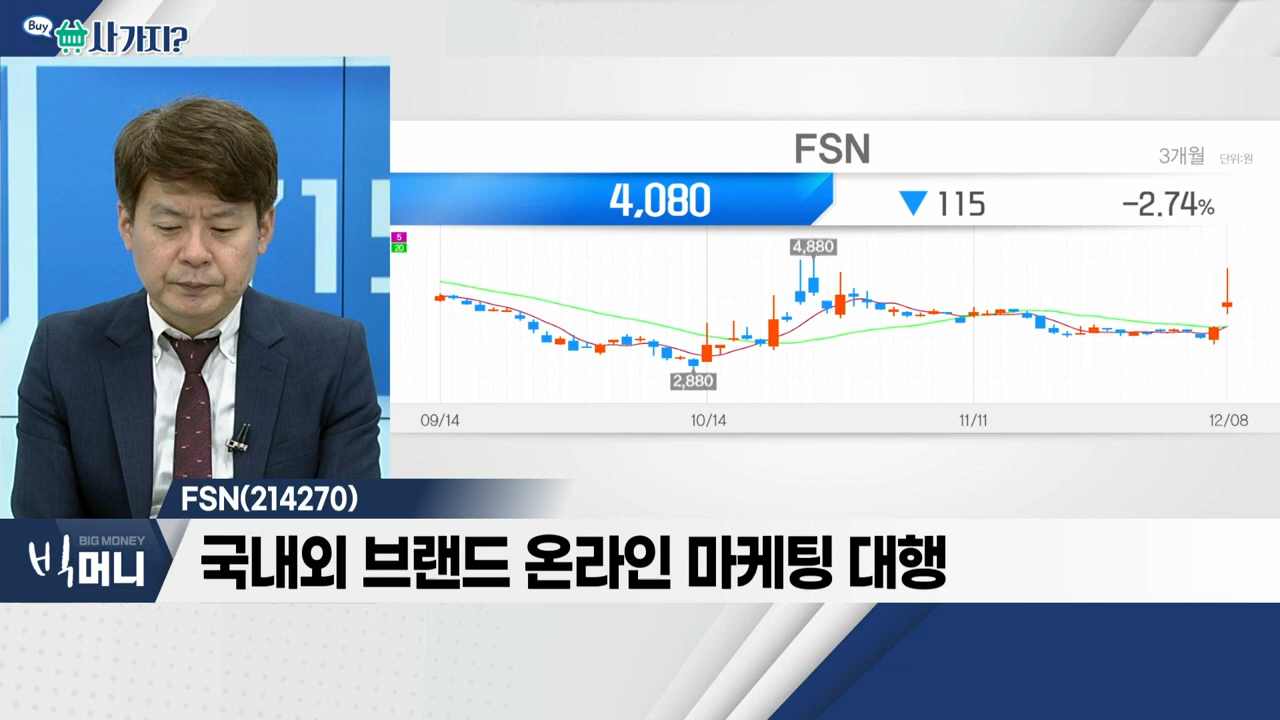 Buy 사가지?
FSN
3개월 단위:원
4,080 ▼ 115 -2.74%
5
20
4,880
2,880
09/14 10/14 11/11 12/08
15
FSN(214270)
BIG MONEY
빅머니
국내외 브랜드 온라인 마케팅 대행